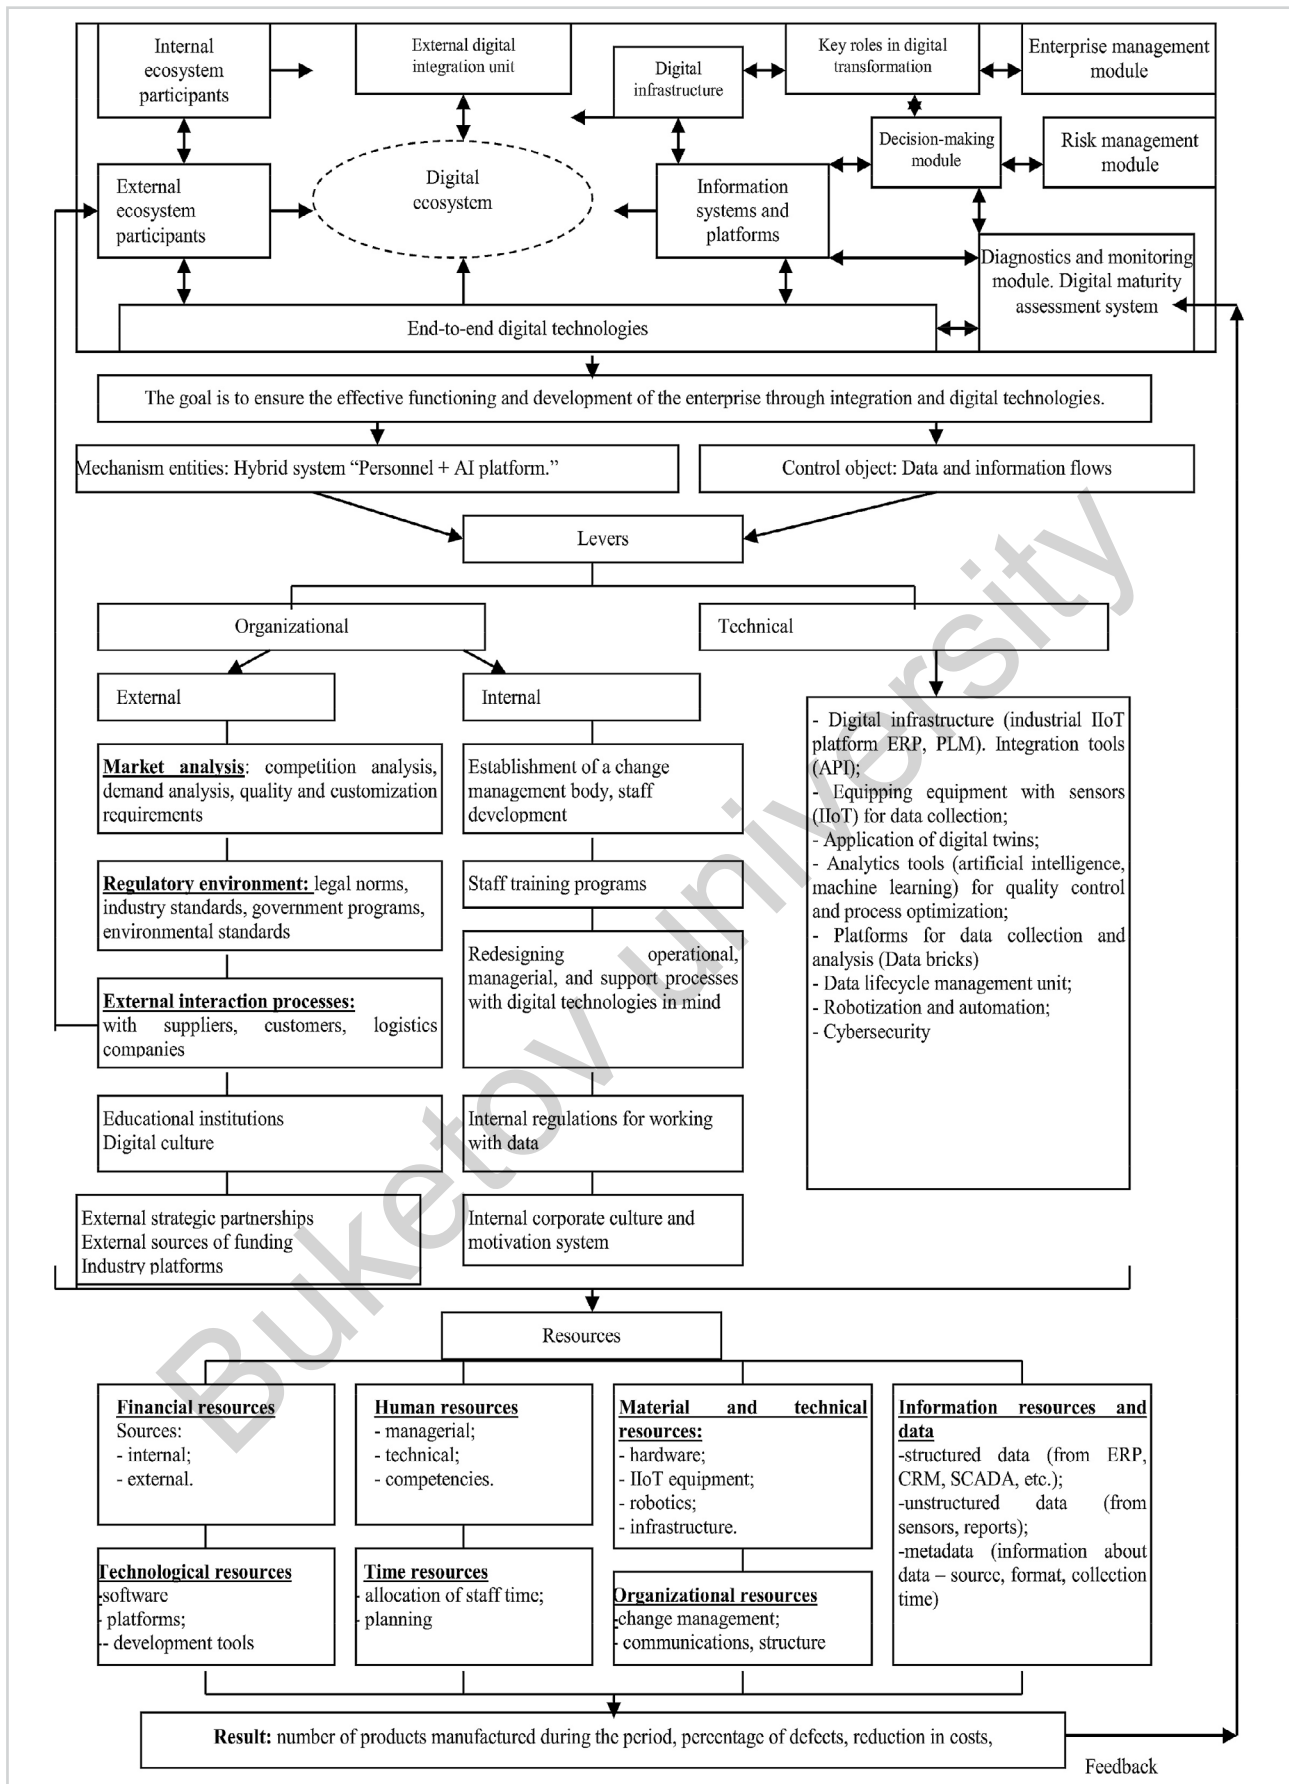 Internal
ecosystem
participants
External digital
integration unit
Digital
infrastructure
Key roles in digital
transformation
Enterprise management
module
Decision-making
module
Risk management
module
External
ecosystem
participants
Digital
ecosystem
Information
systems and
platforms
Diagnostics and monitoring
module. Digital maturity
assessment system
End-to-end digital technologies
The goal is to ensure the effective functioning and development of the enterprise through integration and digital technologies.
Mechanism entities: Hybrid system “Personnel + AI platform.”
Control object: Data and information flows
Levers
Organizational
Technical
External
Internal
Market analysis: competition analysis,
demand analysis, quality and customization
requirements
Regulatory environment: legal norms,
industry standards, government programs,
environmental standards
External interaction processes:
with suppliers, customers, logistics
companies
Educational institutions
Digital culture
External strategic partnerships
External sources of funding
Industry platforms
Establishment of a change
management body, staff
development
Staff training programs
Redesigning operational,
managerial, and support processes
with digital technologies in mind
Internal regulations for working
with data
Internal corporate culture and
motivation system
- Digital infrastructure (industrial IIoT
platform ERP, PLM). Integration tools
(API);
- Equipping equipment with sensors
(IIoT) for data collection;
- Application of digital twins;
- Analytics tools (artificial intelligence,
machine learning) for quality control
and process optimization;
- Platforms for data collection and
analysis (Data bricks)
- Data lifecycle management unit;
- Robotization and automation;
- Cybersecurity
Resources
Financial resources
Sources:
- internal;
- external.
Human resources
- managerial;
- technical;
- competencies.
Material and technical
resources:
- hardware;
- IIoT equipment;
- robotics;
- infrastructure.
Information resources and
data
-structured data (from ERP,
CRM, SCADA, etc.);
-unstructured data (from
sensors, reports);
-metadata (information about
data – source, format, collection
time)
Technological resources
-software
- platforms;
-- development tools
Time resources
- allocation of staff time;
- planning
Organizational resources
-change management;
- communications, structure
Result: number of products manufactured during the period, percentage of defects, reduction in costs,
Feedback
Buketov university